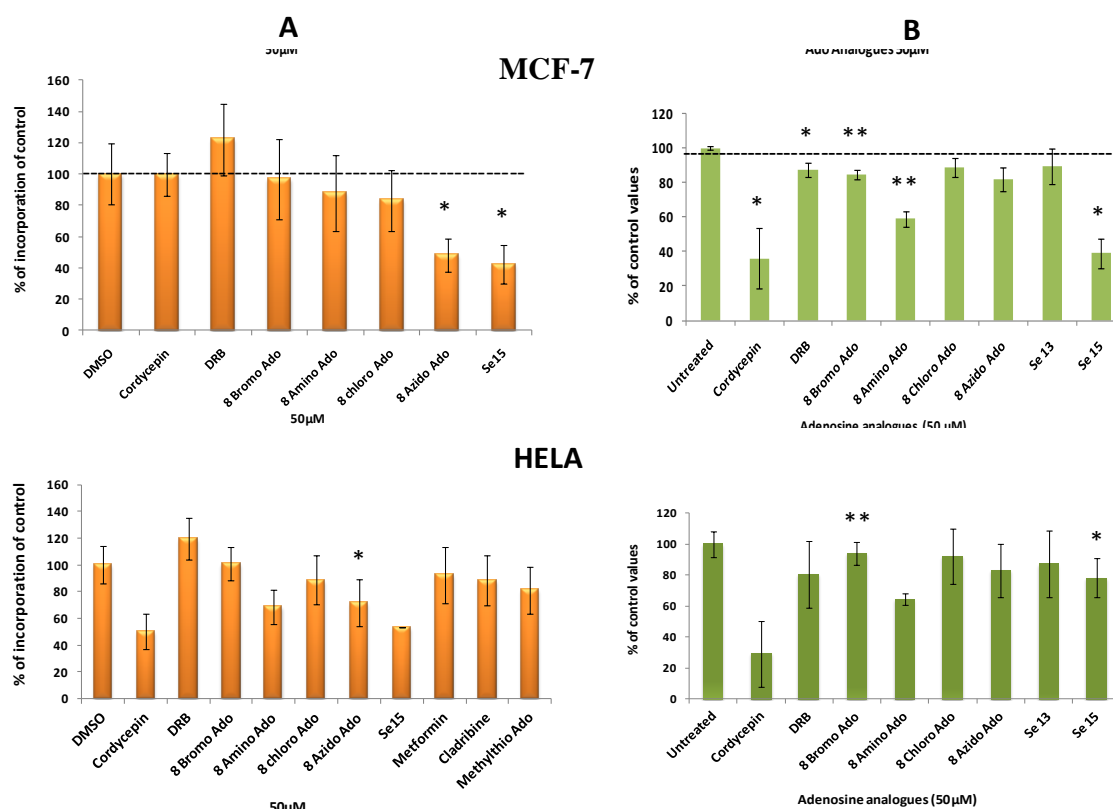 A
B
50µM
Ado Analogues 50µM
MCF-7
% of incorporation of control
160
140
120
100
80
60
40
20
0
* *
DMSO
Cordycepin
DRB
8 Bromo Ado
8 Amino Ado
8 chloro Ado
8 Azido Ado
Se 15
50µM
% of control values
120
100
80
60
40
20
0
* * ** ** *
Untreated
Cordycepin
DRB
8 Bromo Ado
8 Amino Ado
8 Chloro Ado
8 Azido Ado
Se 13
Se 15
Adenosine analogues (50 µM)
HELA
% of incorporation of control
160
140
120
100
80
60
40
20
0
*
DMSO
Cordycepin
DRB
8 Bromo Ado
8 Amino Ado
8 chloro Ado
8 Azido Ado
Se15
Metformin
Cladribine
Methylthio Ado
50µM
% of control values
120
100
80
60
40
20
0
** *
Untreated
Cordycepin
DRB
8 Bromo Ado
8 Amino Ado
8 Chloro Ado
8 Azido Ado
Se 13
Se 15
Adenosine analogues (50µM)